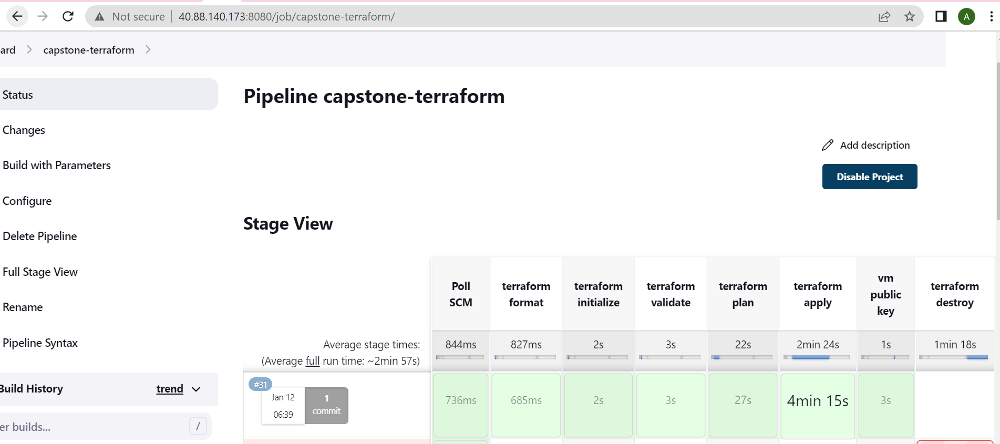 Not secure | 40.88.140.173:8080/job/capstone-terraform/
A
ard > capstone-terraform >
Status
Changes
Build with Parameters
Configure
Delete Pipeline
Full Stage View
Rename
Pipeline Syntax
Build History
trend
er builds...
/
Pipeline capstone-terraform
Add description
Disable Project
Stage View
Poll SCM
terraform format
terraform initialize
terraform validate
terraform plan
terraform apply
vm public key
terraform destroy
Average stage times:
(Average full run time: ~2min 57s)
844ms
827ms
2s
3s
22s
2min 24s
1s
1min 18s
#31
Jan 12
06:39
1
commit
736ms
685ms
2s
3s
27s
4min 15s
3s